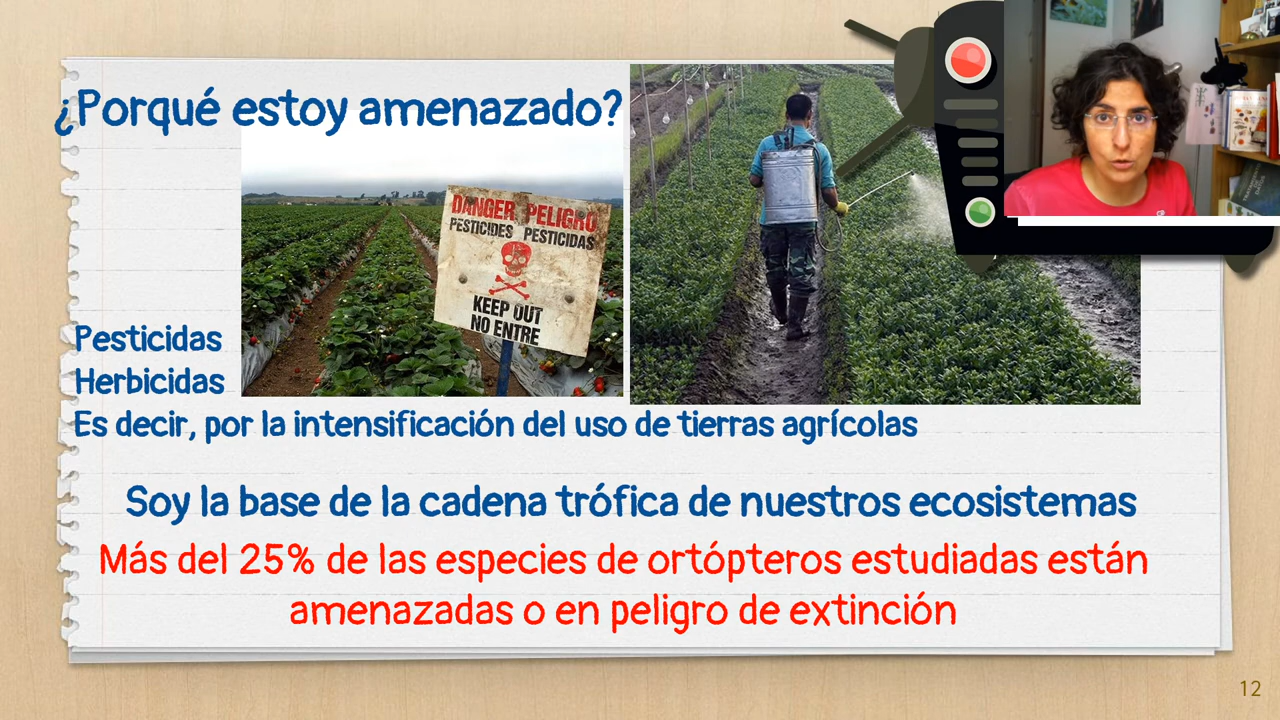 ¿Porqué estoy amenazado?
DANGER PELIGRO
PESTICIDES PESTICIDAS
KEEP OUT
NO ENTRE
Pesticidas
Herbicidas
Es decir, por la intensificación del uso de tierras agrícolas
Soy la base de la cadena trófica de nuestros ecosistemas
Más del 25% de las especies de ortópteros estudiadas están
amenazadas o en peligro de extinción
12